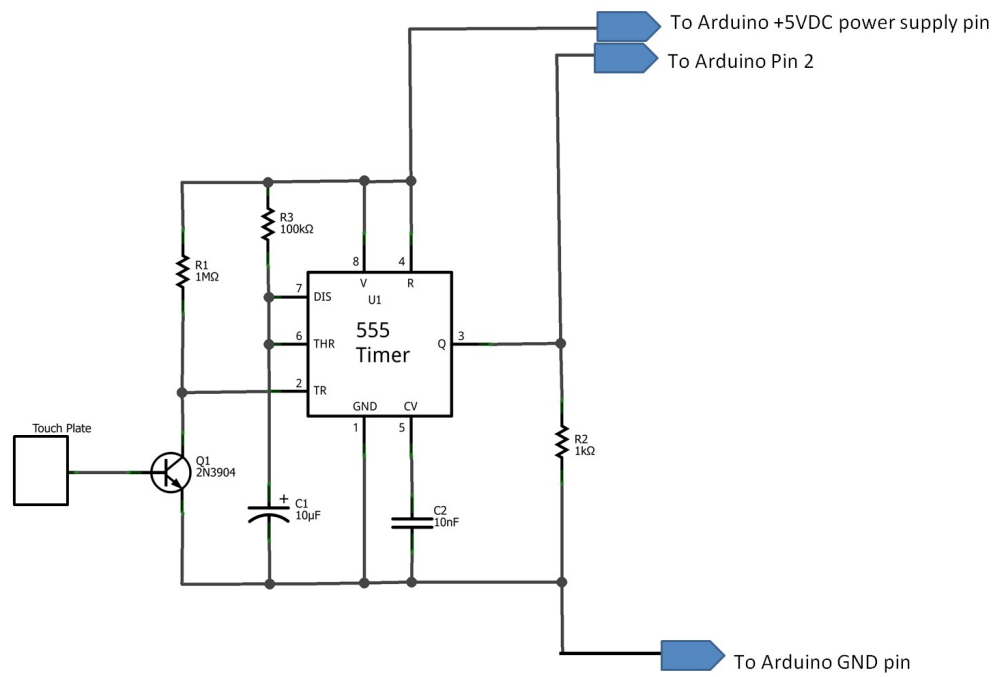 To Arduino +5VDC power supply pin
To Arduino Pin 2
R3
100kΩ
R1
1MΩ
8
4
V
R
U1
7
DIS
555
Timer
6
THR
Q
3
2
TR
GND
CV
1
5
Touch Plate
R2
1kΩ
Q1
2N3904
+
C1
10μF
C2
10nF
To Arduino GND pin